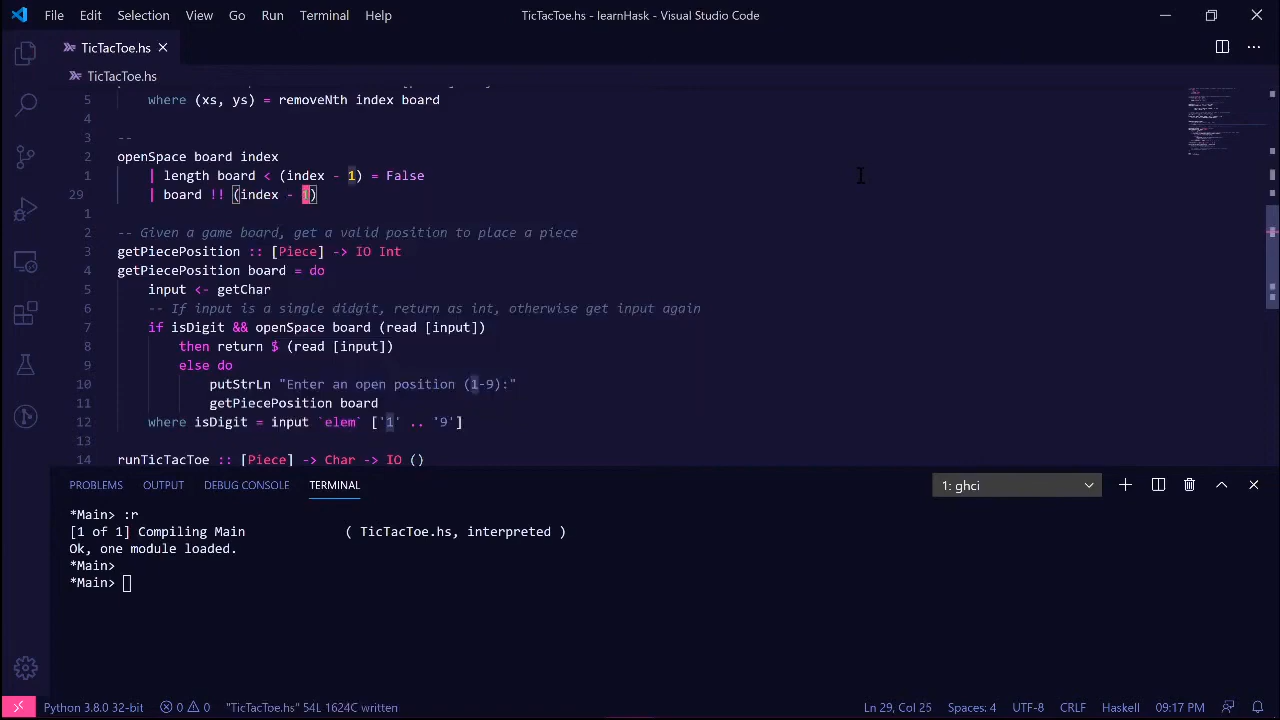 File Edit Selection View Go Run Terminal Help TicTacToe.hs - learnHask - Visual Studio Code
TicTacToe.hs
TicTacToe.hs
5 where (xs, ys) = removeNth index board
4
3 --
2 openSpace board index
1 | length board < (index - 1) = False
29 | board !! (index - 1)
1
2 -- Given a game board, get a valid position to place a piece
3 getPiecePosition :: [Piece] -> IO Int
4 getPiecePosition board = do
5 input <- getChar
6 -- If input is a single didgit, return as int, otherwise get input again
7 if isDigit && openSpace board (read [input])
8 then return $ (read [input])
9 else do
10 putStrLn "Enter an open position (1-9):"
11 getPiecePosition board
12 where isDigit = input `elem` ['1' .. '9']
13
14 runTicTacToe :: [Piece] -> Char -> IO ()
PROBLEMS OUTPUT DEBUG CONSOLE TERMINAL 1: ghci
*Main> :r
[1 of 1] Compiling Main ( TicTacToe.hs, interpreted )
Ok, one module loaded.
*Main>
*Main>
Python 3.8.0 32-bit 0 0 "TicTacToe.hs" 54L 1624C written Ln 29, Col 25 Spaces: 4 UTF-8 CRLF Haskell 09:17 PM